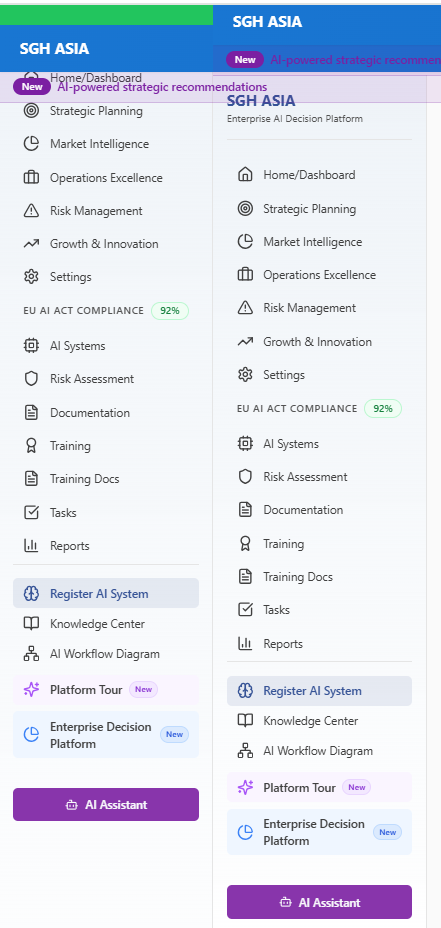 SGH ASIA
Home/Dashboard
New AI-powered strategic recommendations
Strategic Planning
Market Intelligence
Operations Excellence
Risk Management
Growth & Innovation
Settings
EU AI ACT COMPLIANCE 92%
AI Systems
Risk Assessment
Documentation
Training
Training Docs
Tasks
Reports
Register AI System
Knowledge Center
AI Workflow Diagram
Platform Tour New
Enterprise Decision
Platform New
AI Assistant
SGH ASIA
New AI-powered strategic recommen
SGH ASIA
Enterprise AI Decision Platform
Home/Dashboard
Strategic Planning
Market Intelligence
Operations Excellence
Risk Management
Growth & Innovation
Settings
EU AI ACT COMPLIANCE 92%
AI Systems
Risk Assessment
Documentation
Training
Training Docs
Tasks
Reports
Register AI System
Knowledge Center
AI Workflow Diagram
Platform Tour New
Enterprise Decision
Platform New
AI Assistant